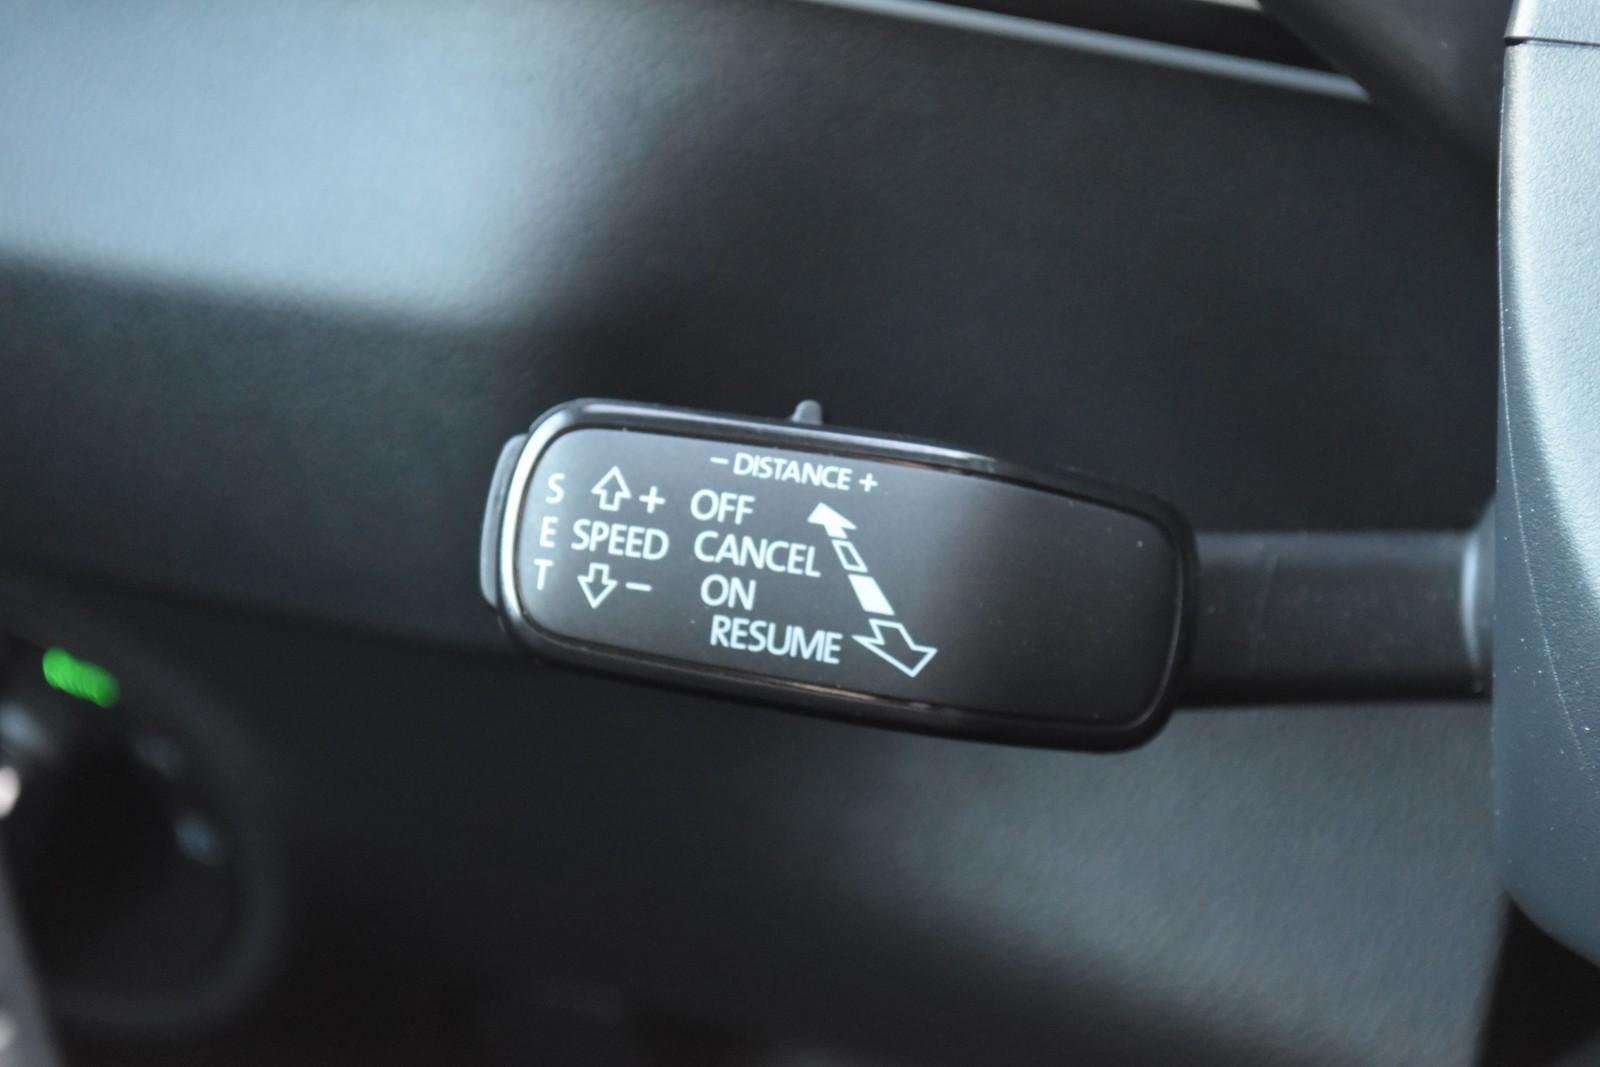 - DISTANCE +
S + OFF
E SPEED CANCEL
T - ON
RESUME